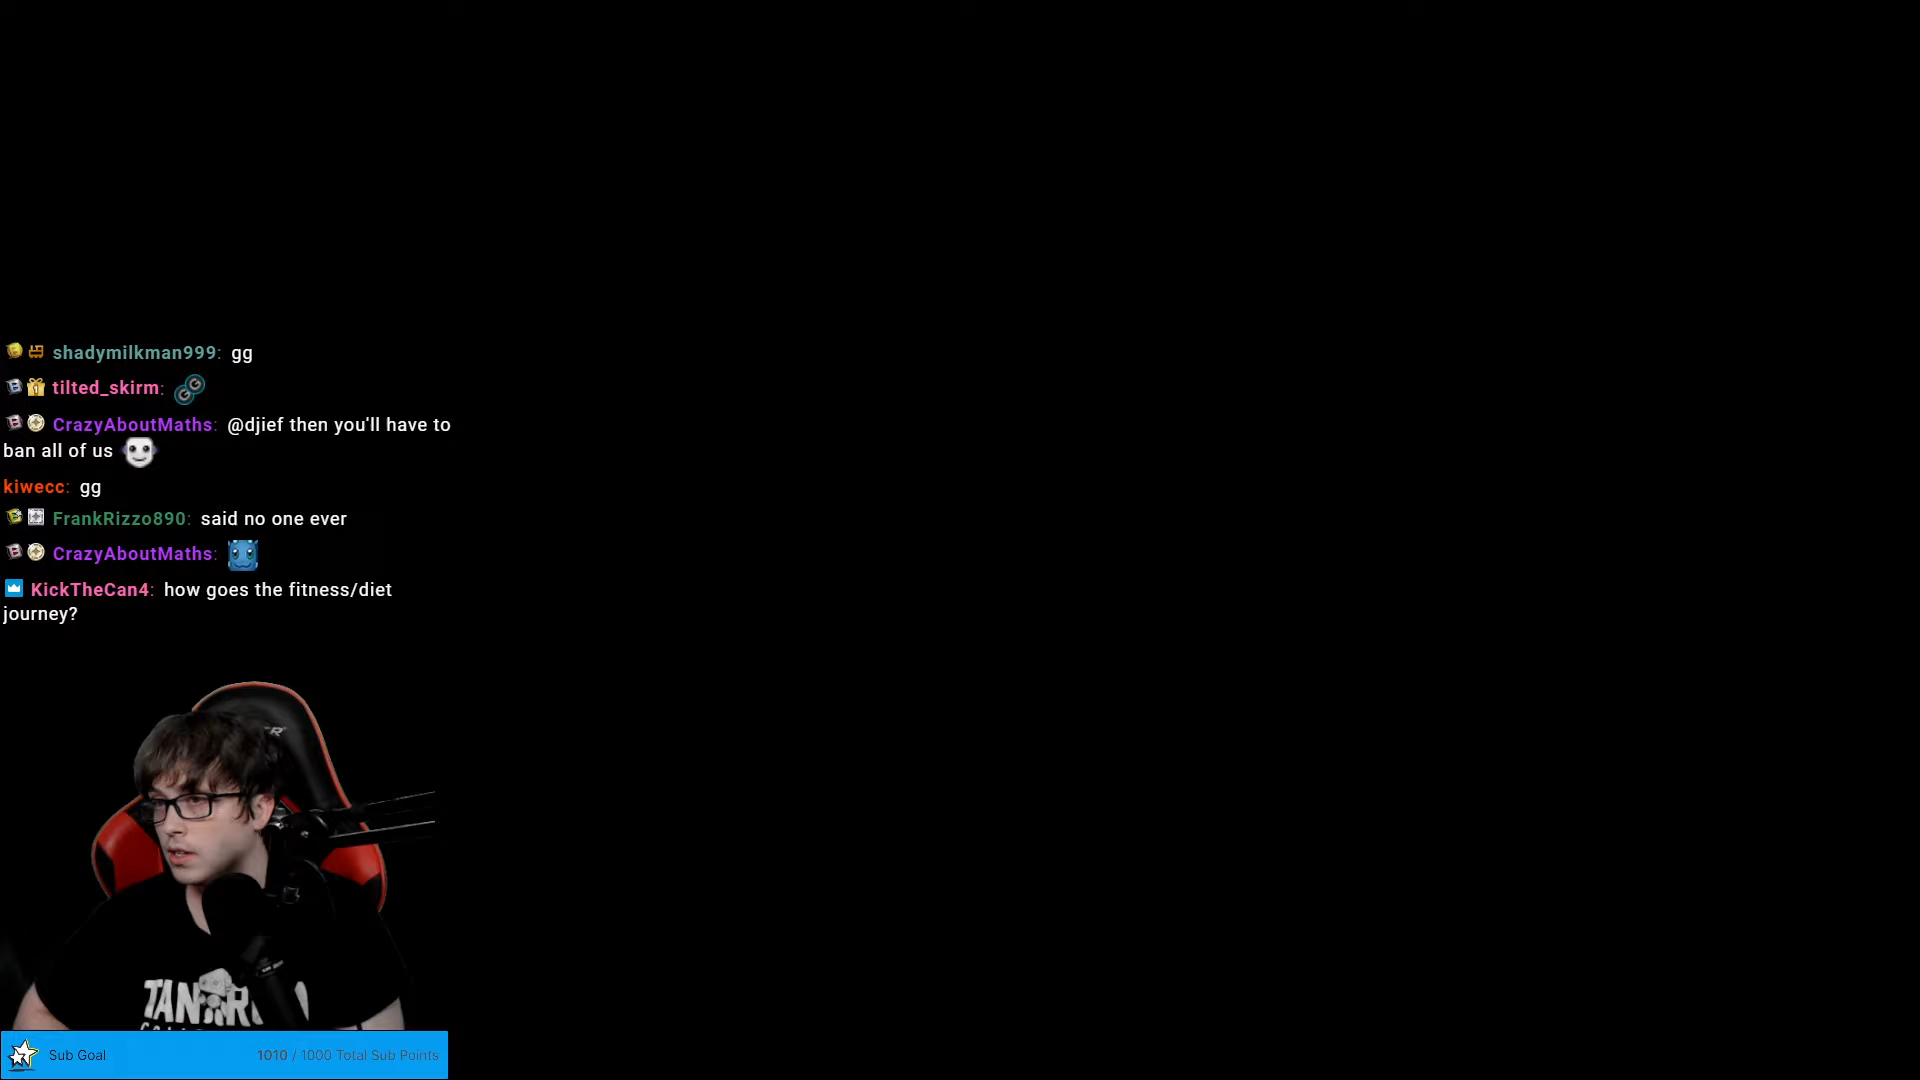 shadymilkman999: gg
tilted_skirm:
CrazyAboutMaths: @djief then you'll have to
ban all of us
kiwecc: gg
FrankRizzo890: said no one ever
CrazyAboutMaths:
KickTheCan4: how goes the fitness/diet
journey?
Sub Goal 1010 / 1000 Total Sub Points